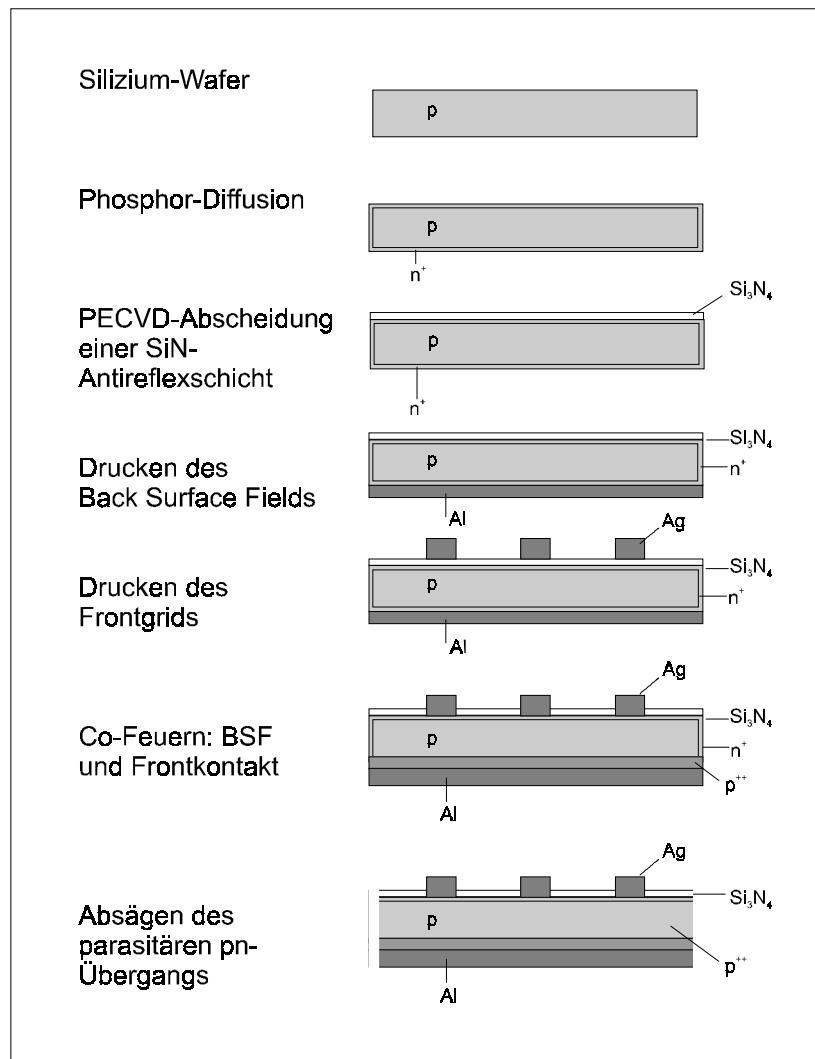 Silizium-Wafer
p
Phosphor-Diffusion
p
n⁺
Si₃N₄
PECVD-Abscheidung
einer SiN-
Antireflexschicht
p
n⁺
Drucken des
Back Surface Fields
p
Si₃N₄
n⁺
Al
Ag
Drucken des
Frontgrids
p
Si₃N₄
n⁺
Al
Ag
Co-Feuern: BSF
und Frontkontakt
p
Si₃N₄
n⁺
p⁺⁺
Al
Ag
Absägen des
parasitären pn-
Übergangs
p
Si₃N₄
p⁺⁺
Al